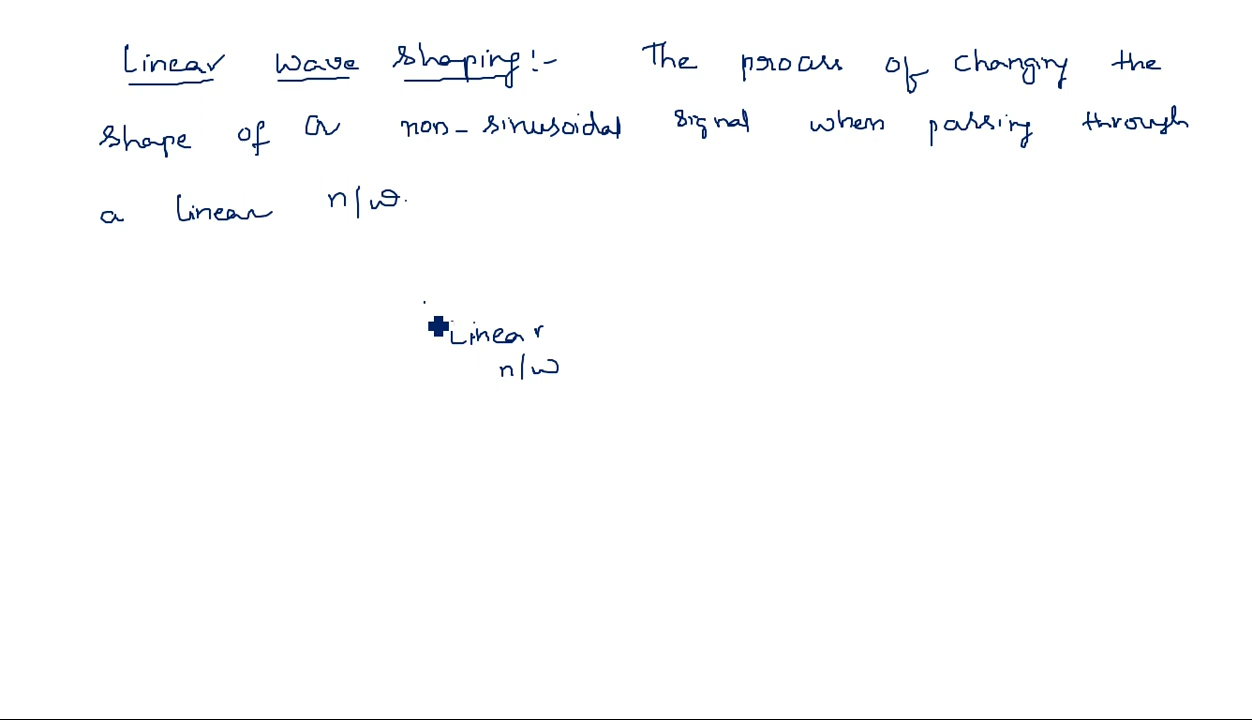 Linear wave shaping:- The process of changing the
shape of a non-sinusoidal signal when passing through
a linear n/w.
Linear
n/w